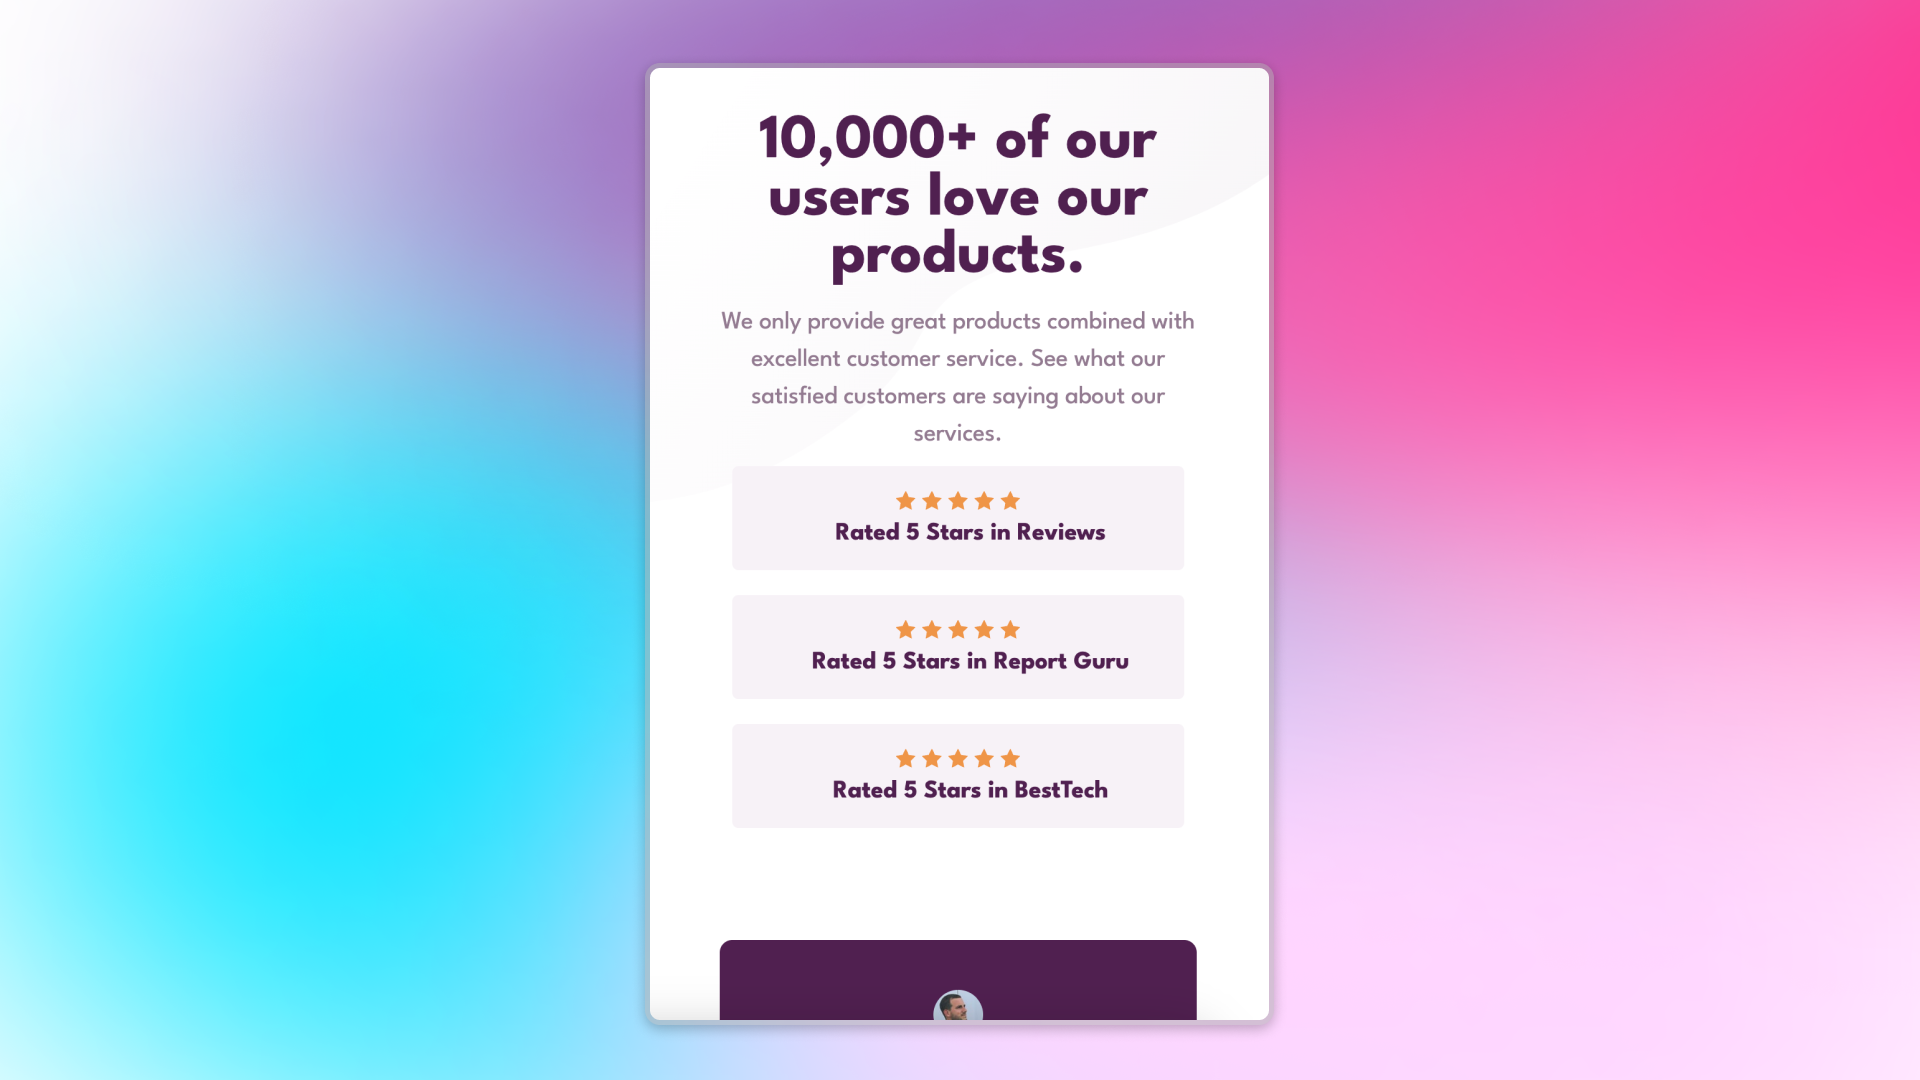 10,000+ of our
users love our
products.
We only provide great products combined with
excellent customer service. See what our
satisfied customers are saying about our
services.
Rated 5 Stars in Reviews
Rated 5 Stars in Report Guru
Rated 5 Stars in BestTech